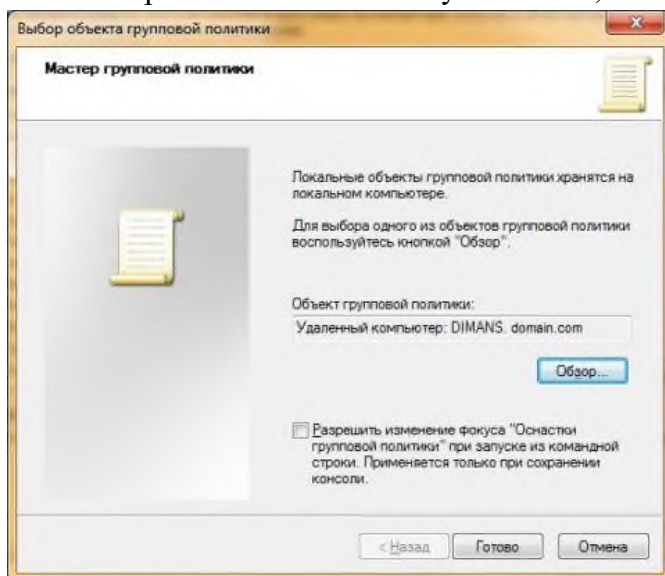 Выбор объекта групповой политики
Мастер групповой политики
Локальные объекты групповой политики хранятся на
локальном компьютере.
Для выбора одного из объектов групповой политики
воспользуйтесь кнопкой "Обзор".
Объект групповой политики:
Удаленный компьютер: DIMANS. domain.com
Обзор...
Разрешить изменение фокуса "Оснастки
групповой политики" при запуске из командной
строки. Применяется только при сохранении
консоли.
< Назад
Готово
Отмена